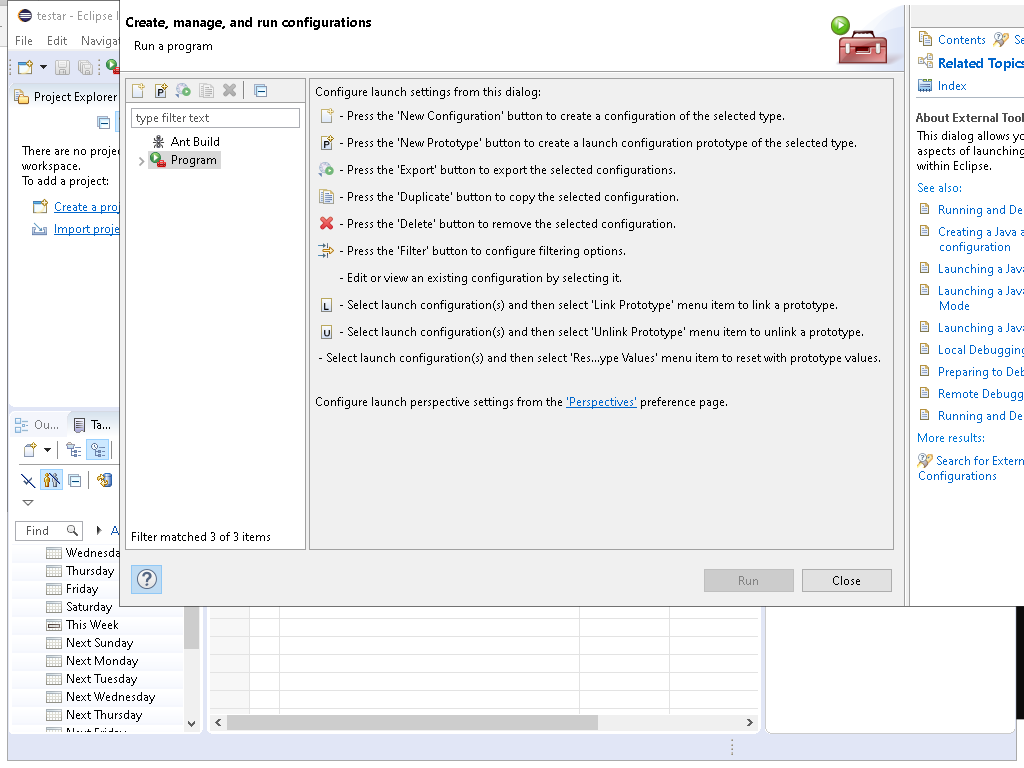 testar - Eclipse I
File Edit Naviga
Project Explorer
There are no proje
workspace.
To add a project:
Create a proj
Import proje
Ou...
Ta...
Find
A
Wednesda
Thursday
Friday
Saturday
This Week
Next Sunday
Next Monday
Next Tuesday
Next Wednesday
Next Thursday
Next Friday
Create, manage, and run configurations
Run a program
type filter text
Ant Build
Program
Filter matched 3 of 3 items
Configure launch settings from this dialog:
- Press the 'New Configuration' button to create a configuration of the selected type.
- Press the 'New Prototype' button to create a launch configuration prototype of the selected type.
- Press the 'Export' button to export the selected configurations.
- Press the 'Duplicate' button to copy the selected configuration.
- Press the 'Delete' button to remove the selected configuration.
- Press the 'Filter' button to configure filtering options.
- Edit or view an existing configuration by selecting it.
L - Select launch configuration(s) and then select 'Link Prototype' menu item to link a prototype.
U - Select launch configuration(s) and then select 'Unlink Prototype' menu item to unlink a prototype.
- Select launch configuration(s) and then select 'Res...ype Values' menu item to reset with prototype values.
Configure launch perspective settings from the 'Perspectives' preference page.
Run
Close
Contents Se
Related Topics
Index
About External Tool
This dialog allows yo
aspects of launching
within Eclipse.
See also:
Running and De
Creating a Java a
configuration
Launching a Java
Launching a Java
Mode
Launching a Java
Local Debugging
Preparing to Deb
Remote Debugg
Running and De
More results:
Search for Extern
Configurations